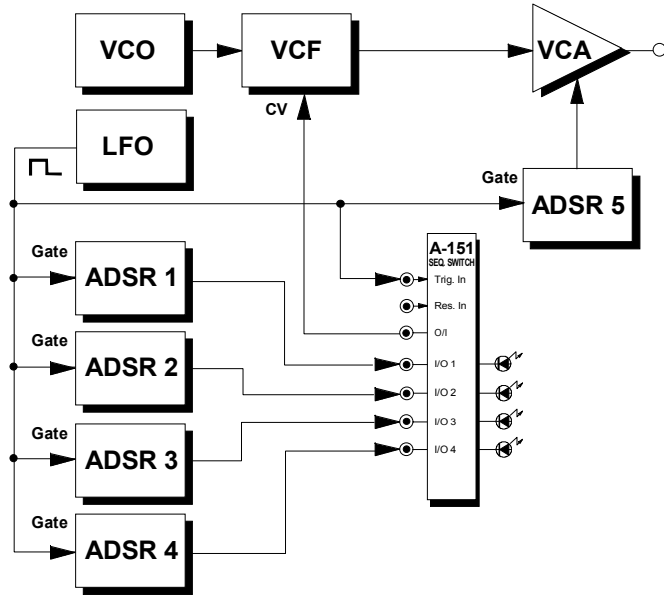 VCO
VCF
VCA
CV
LFO
Gate
ADSR 5
A-151
SEQ. SWITCH
Gate
ADSR 1
Trig. In
Res. In
O/I
Gate
ADSR 2
I/O 1
I/O 2
Gate
ADSR 3
I/O 3
I/O 4
Gate
ADSR 4